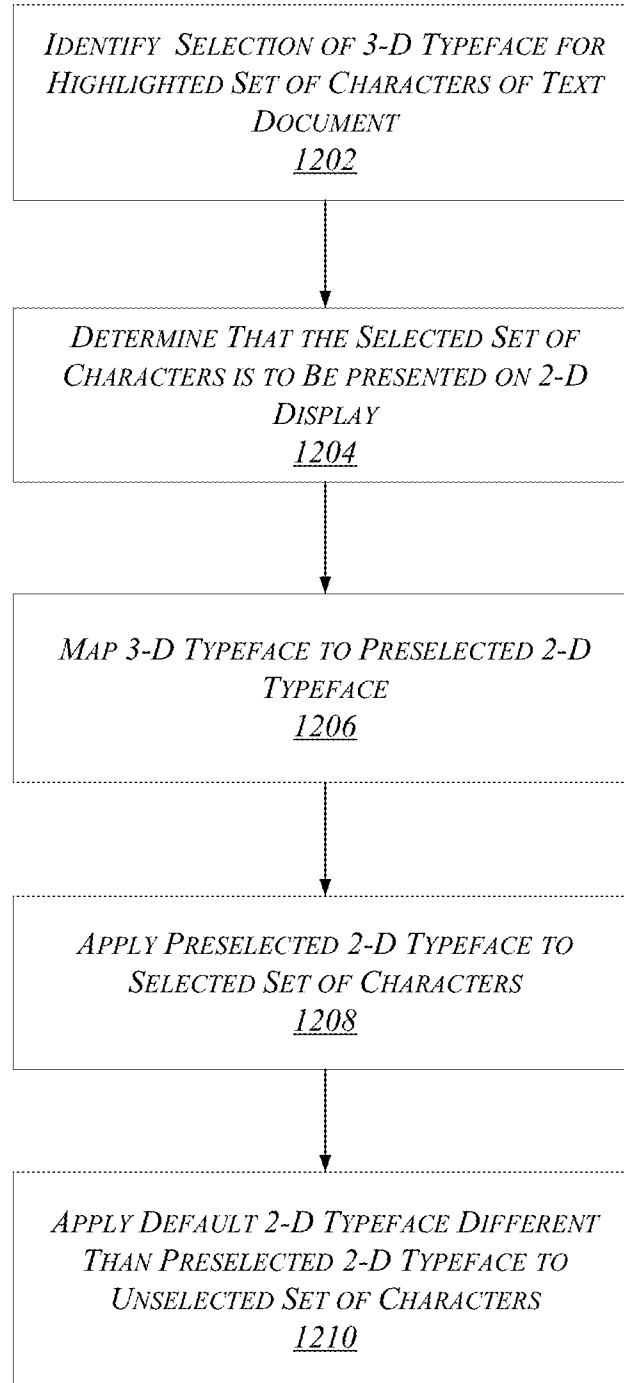 IDENTIFY SELECTION OF 3-D TYPEFACE FOR
HIGHLIGHTED SET OF CHARACTERS OF TEXT
DOCUMENT
1202
DETERMINE THAT THE SELECTED SET OF
CHARACTERS IS TO BE PRESENTED ON 2-D
DISPLAY
1204
MAP 3-D TYPEFACE TO PRESELECTED 2-D
TYPEFACE
1206
APPLY PRESELECTED 2-D TYPEFACE TO
SELECTED SET OF CHARACTERS
1208
APPLY DEFAULT 2-D TYPEFACE DIFFERENT
THAN PRESELECTED 2-D TYPEFACE TO
UNSELECTED SET OF CHARACTERS
1210